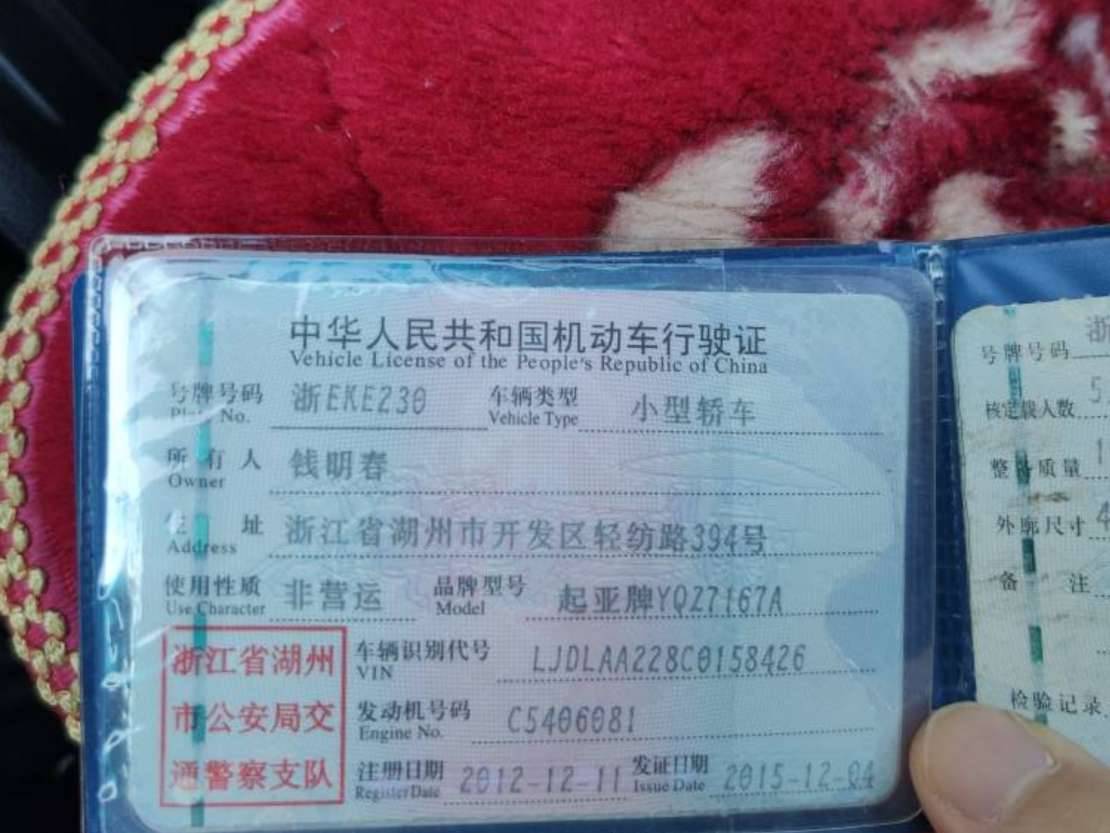 中华人民共和国机动车行驶证
Vehicle License of the People's Republic of China
号牌号码 浙EKE230 车辆类型 小型轿车
Plate No. Vehicle Type
所有人 钱明春
Owner
住址 浙江省湖州市开发区轻纺路394号
Address
使用性质 非营运 品牌型号 起亚牌YQZ7167A
Use Character Model
浙江省湖州
市公安局交
通警察支队
车辆识别代号 LJDLAA228C0158426
VIN
发动机号码 C5406081
Engine No.
注册日期 2012-12-11 发证日期 2015-12-04
Register Date Issue Date
号牌号码 浙
核定载人数 5
整备质量 1
外廓尺寸 4
备注
检验记录